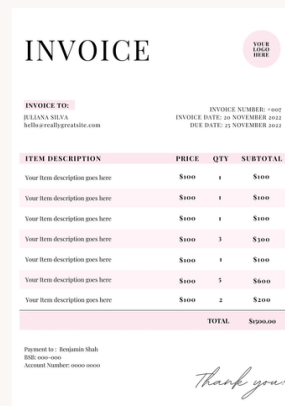 INVOICE
YOUR
LOGO
HERE
INVOICE TO:
JULIANA SILVA
hello@reallygreatsite.com
INVOICE NUMBER: #007
INVOICE DATE: 20 NOVEMBER 2022
DUE DATE: 25 NOVEMBER 2022
ITEM DESCRIPTION PRICE QTY SUBTOTAL
Your Item description goes here $100 1 $100
Your Item description goes here $100 1 $100
Your Item description goes here $100 1 $100
Your Item description goes here $100 3 $300
Your Item description goes here $100 1 $100
Your Item description goes here $100 5 $600
Your Item description goes here $100 2 $200
TOTAL $1500.00
Payment to : Benjamin Shah
BSB: 000-000
Account Number: 0000 0000
Thank you!